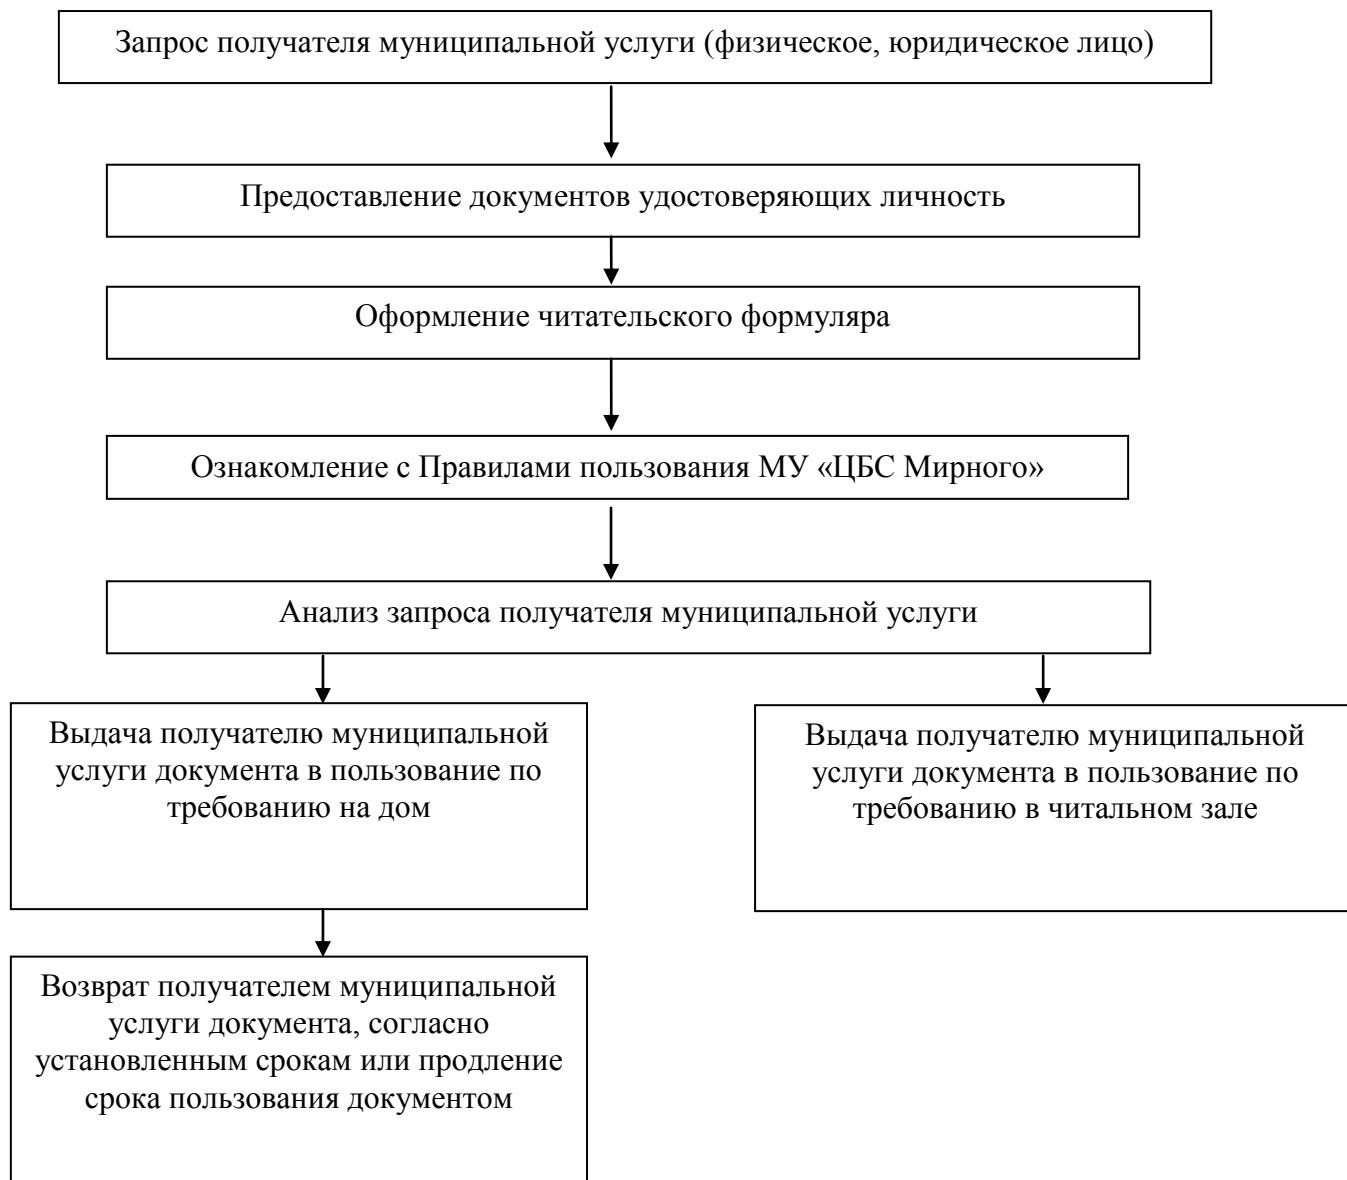 Запрос получателя муниципальной услуги (физическое, юридическое лицо)
Предоставление документов удостоверяющих личность
Оформление читательского формуляра
Ознакомление с Правилами пользования МУ «ЦБС Мирного»
Анализ запроса получателя муниципальной услуги
Выдача получателю муниципальной
услуги документа в пользование по
требованию на дом
Выдача получателю муниципальной
услуги документа в пользование по
требованию в читальном зале
Возврат получателем муниципальной
услуги документа, согласно
установленным срокам или продление
срока пользования документом